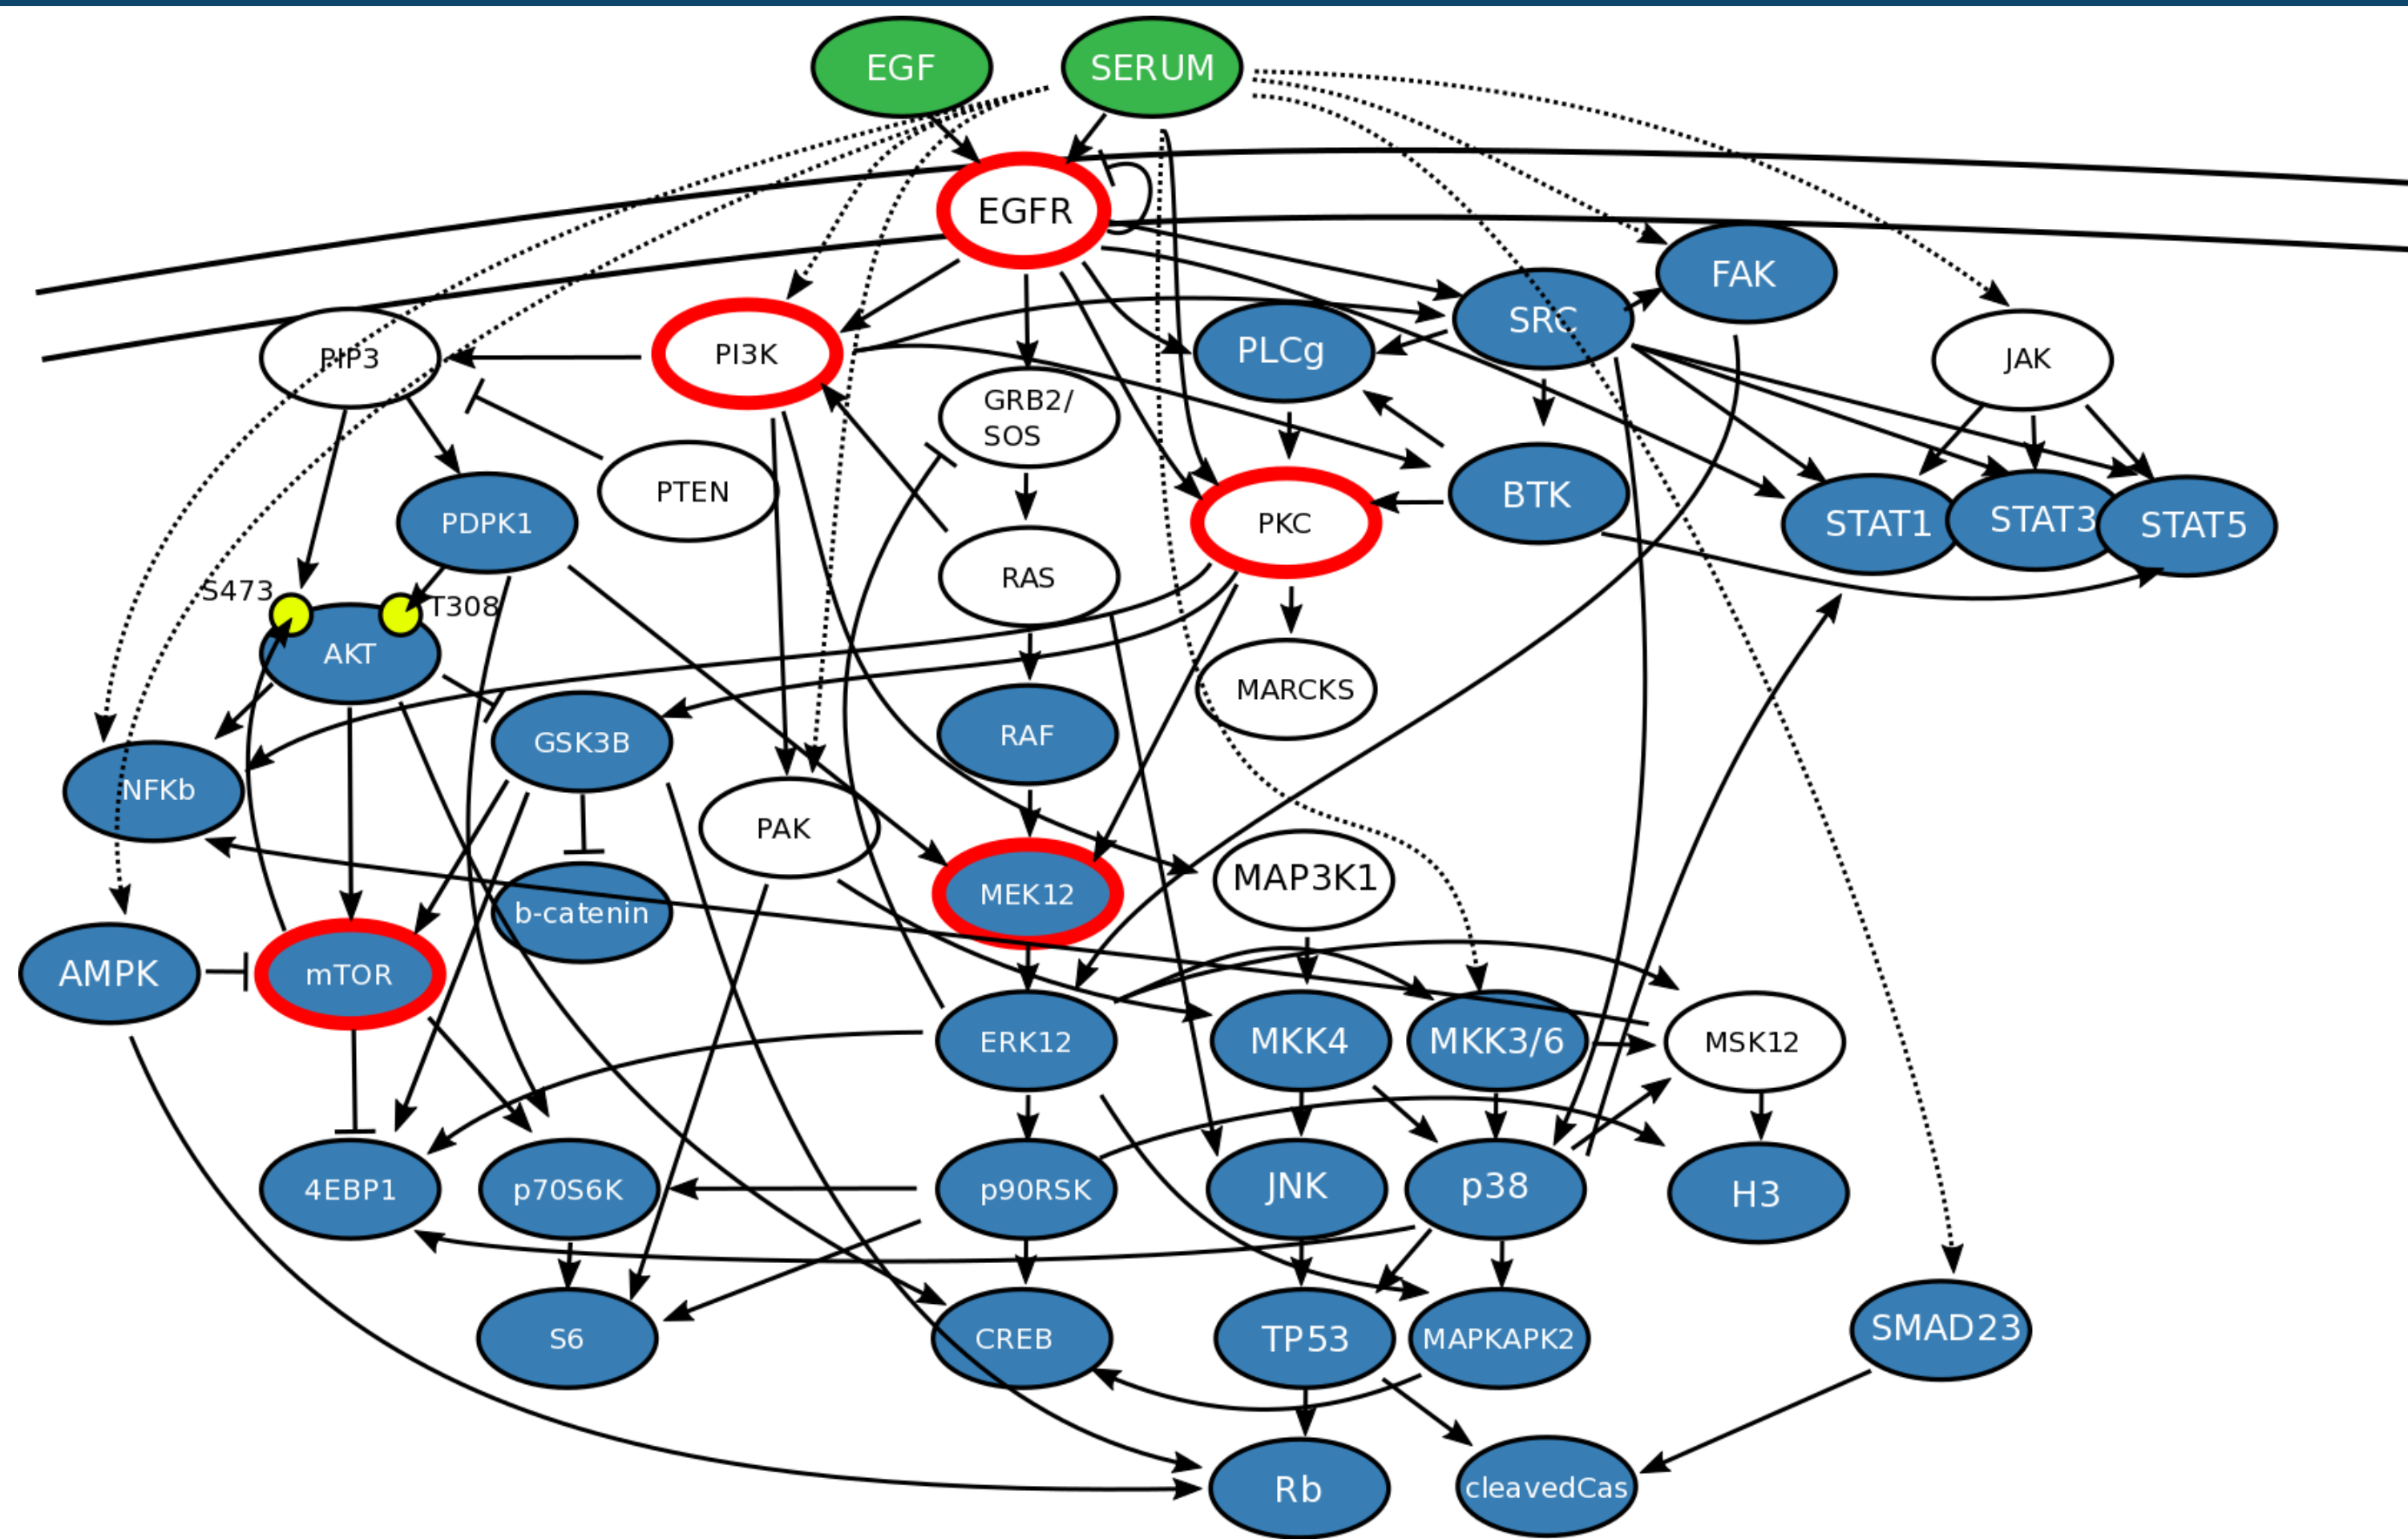 EGF
SERUM
EGFR
FAK
SRC
PLCg
PI3K
PIP3
JAK
GRB2/
SOS
PTEN
BTK
PKC
PDPK1
STAT1
STAT3
STAT5
RAS
S473
T308
AKT
MARCKS
RAF
GSK3B
NFKb
PAK
MAP3K1
MEK12
b-catenin
AMPK
mTOR
ERK12
MKK4
MKK3/6
MSK12
4EBP1
p70S6K
p90RSK
JNK
p38
H3
S6
CREB
TP53
MAPKAPK2
SMAD23
Rb
cleavedCas